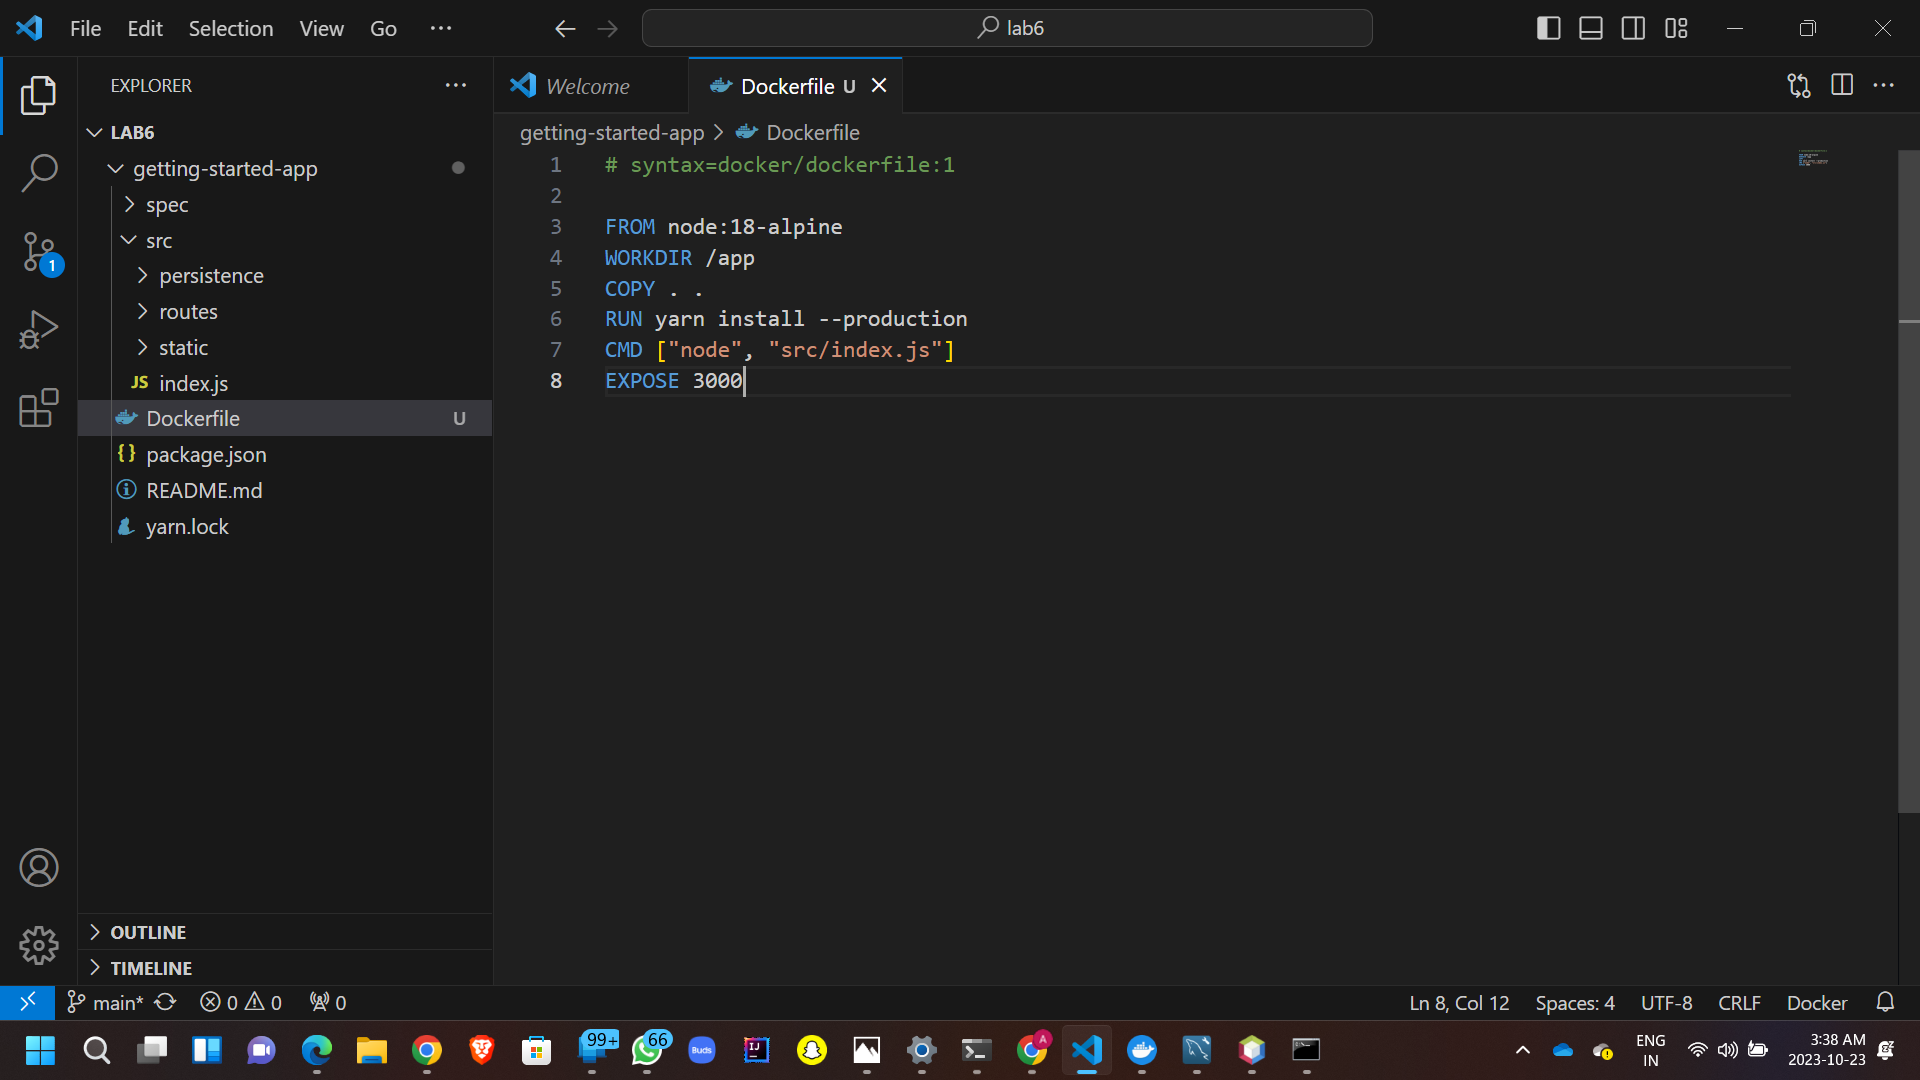 File Edit Selection View Go ...
lab6
EXPLORER
LAB6
getting-started-app
spec
src
persistence
routes
static
JS index.js
Dockerfile U
{} package.json
README.md
yarn.lock
OUTLINE
TIMELINE
Welcome
Dockerfile U
getting-started-app > Dockerfile
1 # syntax=docker/dockerfile:1
2
3 FROM node:18-alpine
4 WORKDIR /app
5 COPY . .
6 RUN yarn install --production
7 CMD ["node", "src/index.js"]
8 EXPOSE 3000
1
main* 0 0 0
Ln 8, Col 12 Spaces: 4 UTF-8 CRLF Docker
99+ 66 Buds IJ A
ENG
IN
3:38 AM
2023-10-23